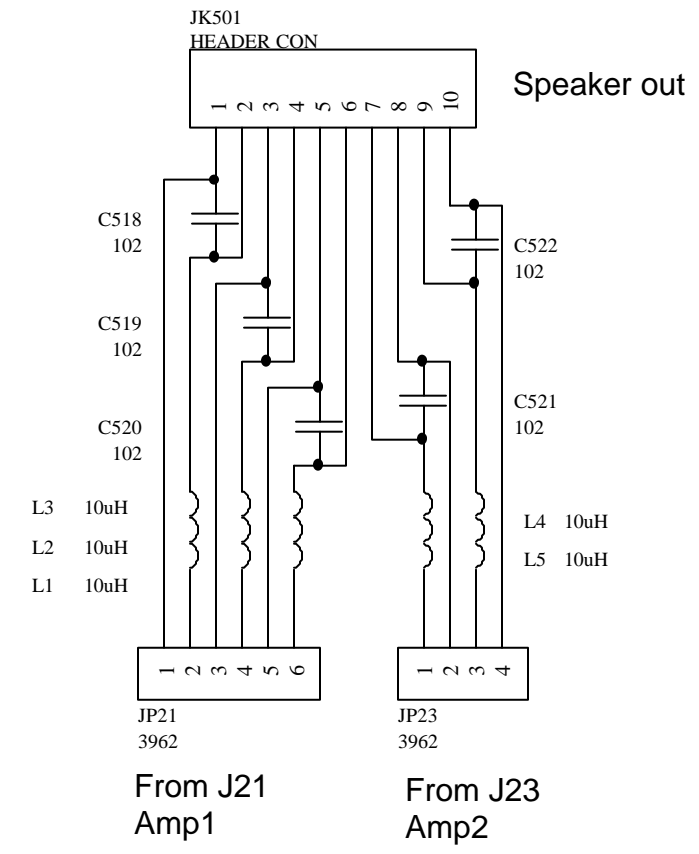 JK501
HEADER CON
Speaker out
1 2 3 4 5 6 7 8 9 10
C518
102
C522
102
C519
102
C521
102
C520
102
L3 10uH
L2 10uH
L1 10uH
L4 10uH
L5 10uH
1 2 3 4 5 6
1 2 3 4
JP21
3962
JP23
3962
From J21
Amp1
From J23
Amp2